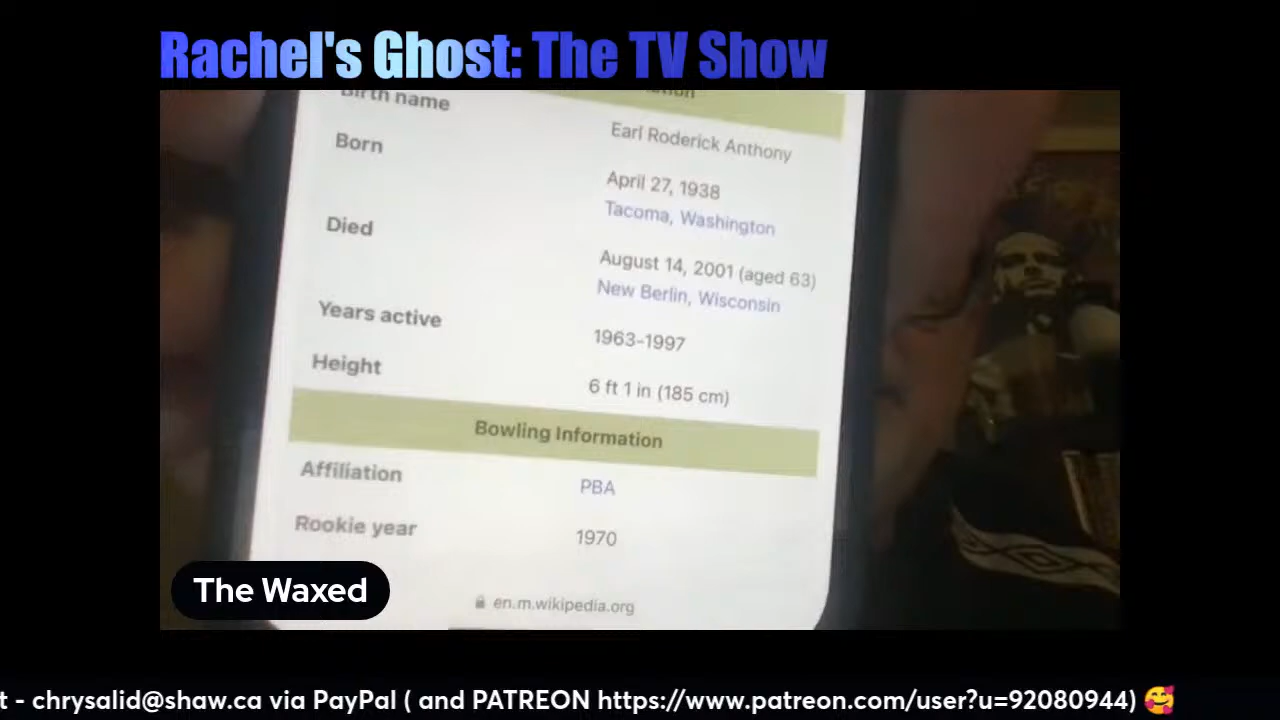 Rachel's Ghost: The TV Show
Birth name
Earl Roderick Anthony
Born
April 27, 1938
Tacoma, Washington
Died
August 14, 2001 (aged 63)
New Berlin, Wisconsin
Years active
1963-1997
Height
6 ft 1 in (185 cm)
Bowling Information
Affiliation
PBA
Rookie year
1970
en.m.wikipedia.org
The Waxed
- chrysalid@shaw.ca via PayPal ( and PATREON https://www.patreon.com/user?u=92080944) 🥰